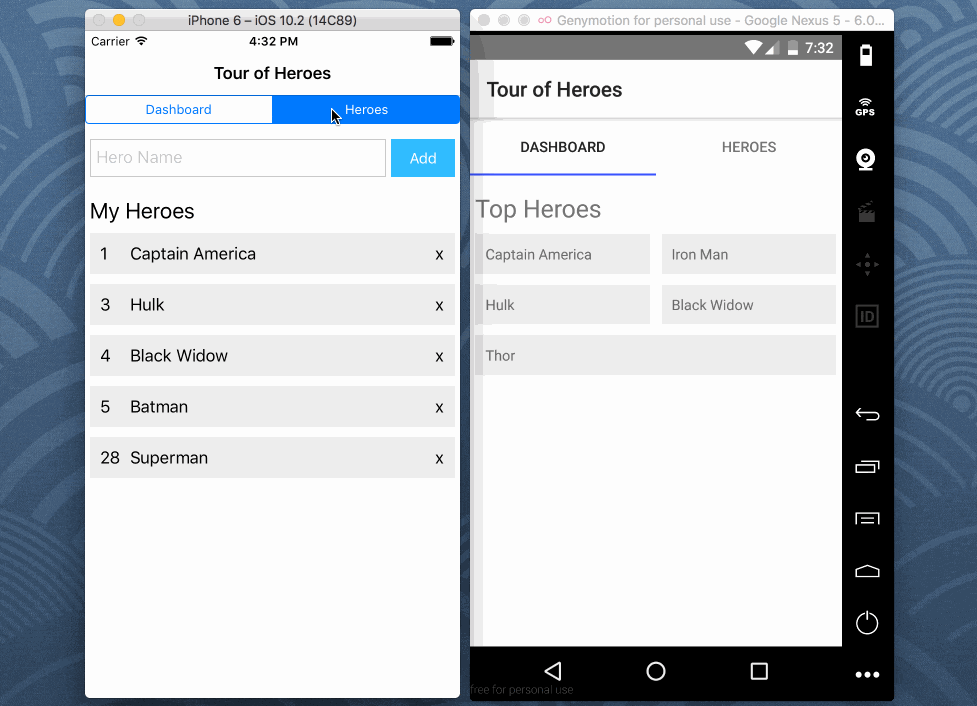 iPhone 6 – iOS 10.2 (14C89)
Carrier 4:32 PM
Tour of Heroes
Dashboard Heroes
Hero Name Add
My Heroes
1 Captain America x
3 Hulk x
4 Black Widow x
5 Batman x
28 Superman x
Genymotion for personal use - Google Nexus 5 - 6.0...
7:32
Tour of Heroes
DASHBOARD HEROES
Top Heroes
Captain America Iron Man
Hulk Black Widow
Thor
free for personal use
GPS
ID